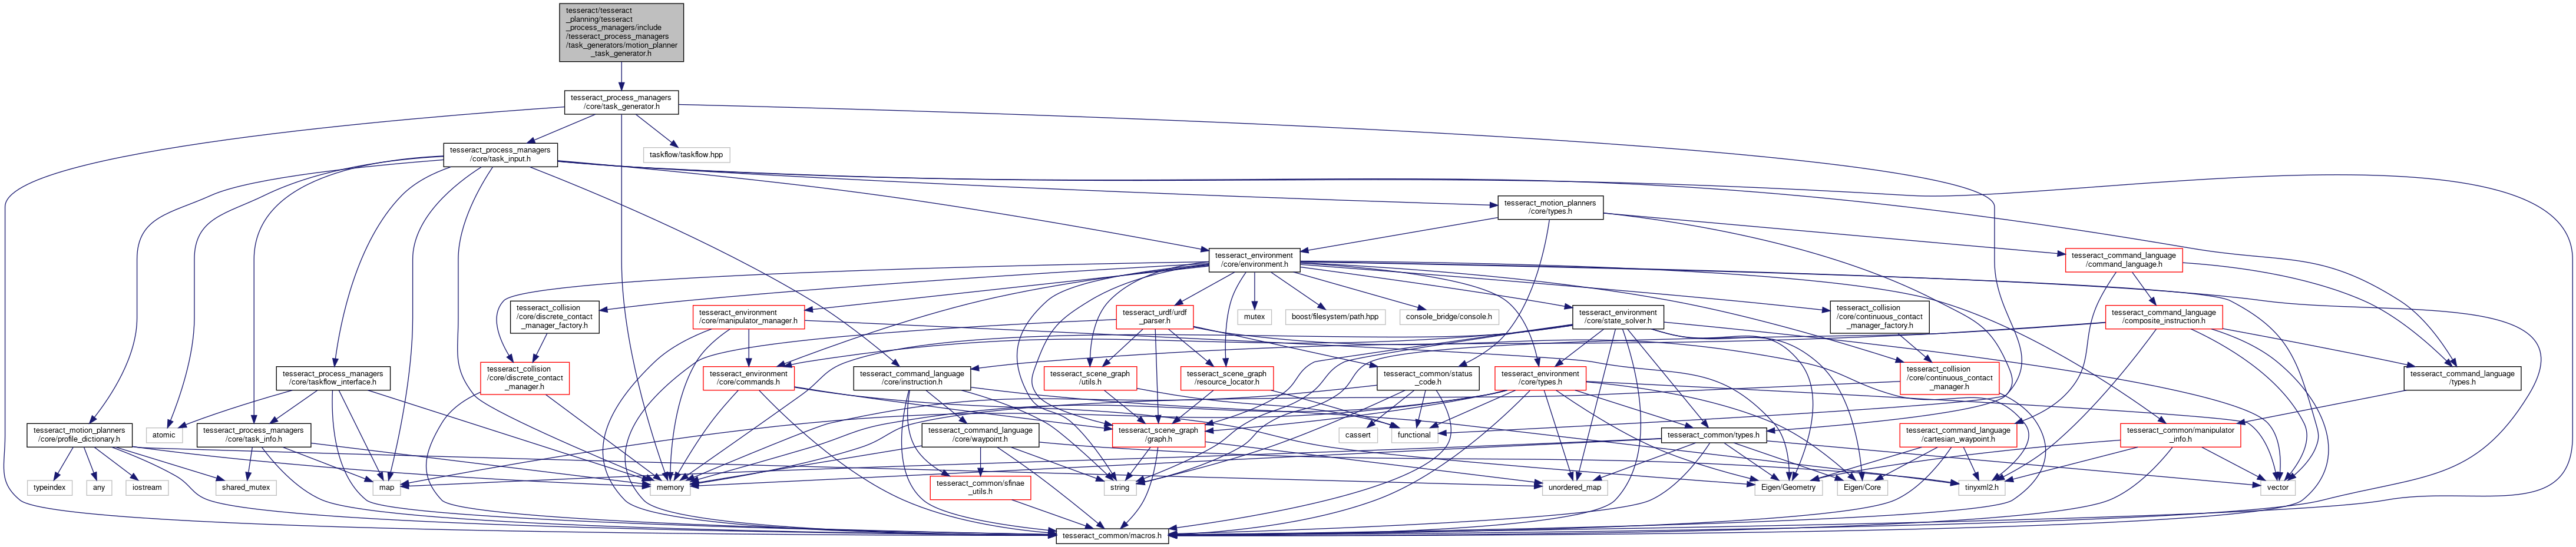 tesseract/tesseract
_planning/tesseract
_process_managers/include
/tesseract_process_managers
/task_generators/motion_planner
_task_generator.h
tesseract_process_managers
/core/task_generator.h
tesseract_process_managers
/core/task_input.h
taskflow/taskflow.hpp
tesseract_motion_planners
/core/types.h
tesseract_environment
/core/environment.h
tesseract_command_language
/command_language.h
tesseract_collision
/core/discrete_contact
_manager_factory.h
tesseract_environment
/core/manipulator_manager.h
tesseract_urdf/urdf
_parser.h
mutex
boost/filesystem/path.hpp
console_bridge/console.h
tesseract_environment
/core/state_solver.h
tesseract_collision
/core/continuous_contact
_manager_factory.h
tesseract_command_language
/composite_instruction.h
tesseract_process_managers
/core/taskflow_interface.h
tesseract_collision
/core/discrete_contact
_manager.h
tesseract_environment
/core/commands.h
tesseract_command_language
/core/instruction.h
tesseract_scene_graph
/utils.h
tesseract_scene_graph
/resource_locator.h
tesseract_common/status
_code.h
tesseract_environment
/core/types.h
tesseract_collision
/core/continuous_contact
_manager.h
tesseract_command_language
/types.h
tesseract_motion_planners
/core/profile_dictionary.h
atomic
tesseract_process_managers
/core/task_info.h
tesseract_command_language
/core/waypoint.h
tesseract_scene_graph
/graph.h
cassert
functional
tesseract_common/types.h
tesseract_command_language
/cartesian_waypoint.h
tesseract_common/manipulator
_info.h
typeindex
any
iostream
shared_mutex
map
memory
tesseract_common/sfinae
_utils.h
string
unordered_map
Eigen/Geometry
Eigen/Core
tinyxml2.h
vector
tesseract_common/macros.h